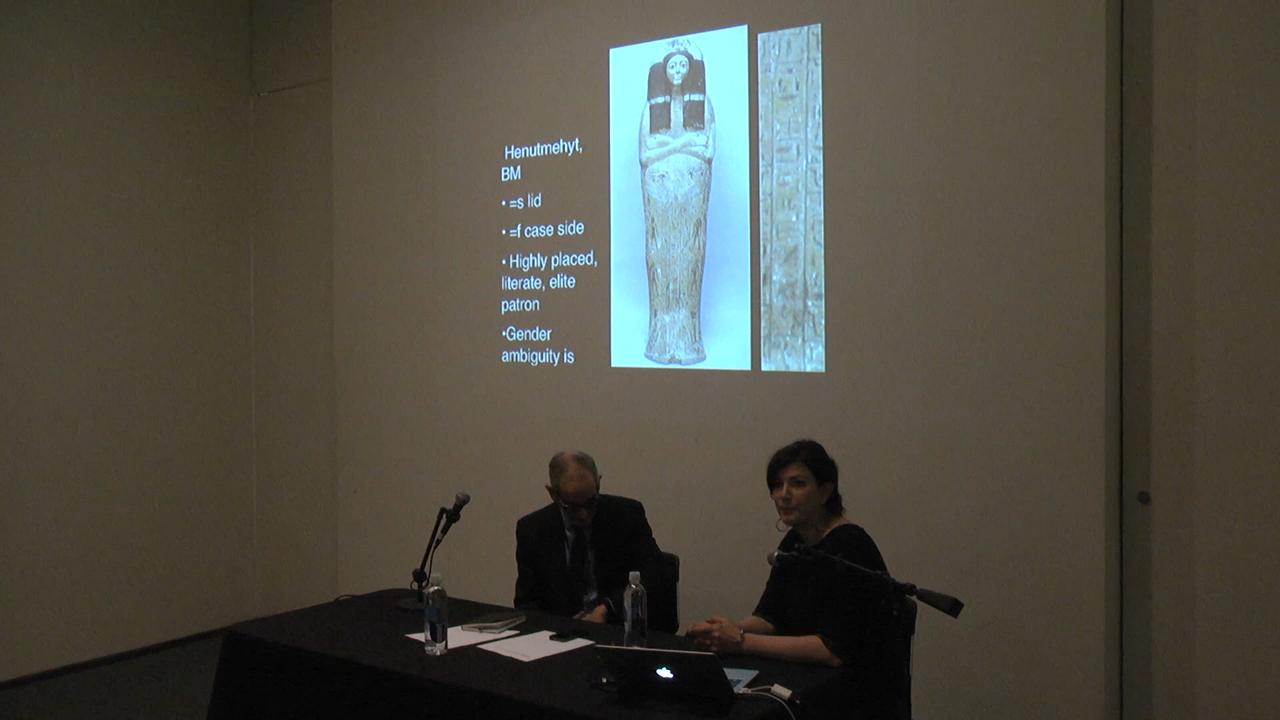 Henutmehyt,
BM
• =s lid
• =f case side
• Highly placed,
literate, elite
patron
•Gender
ambiguity is